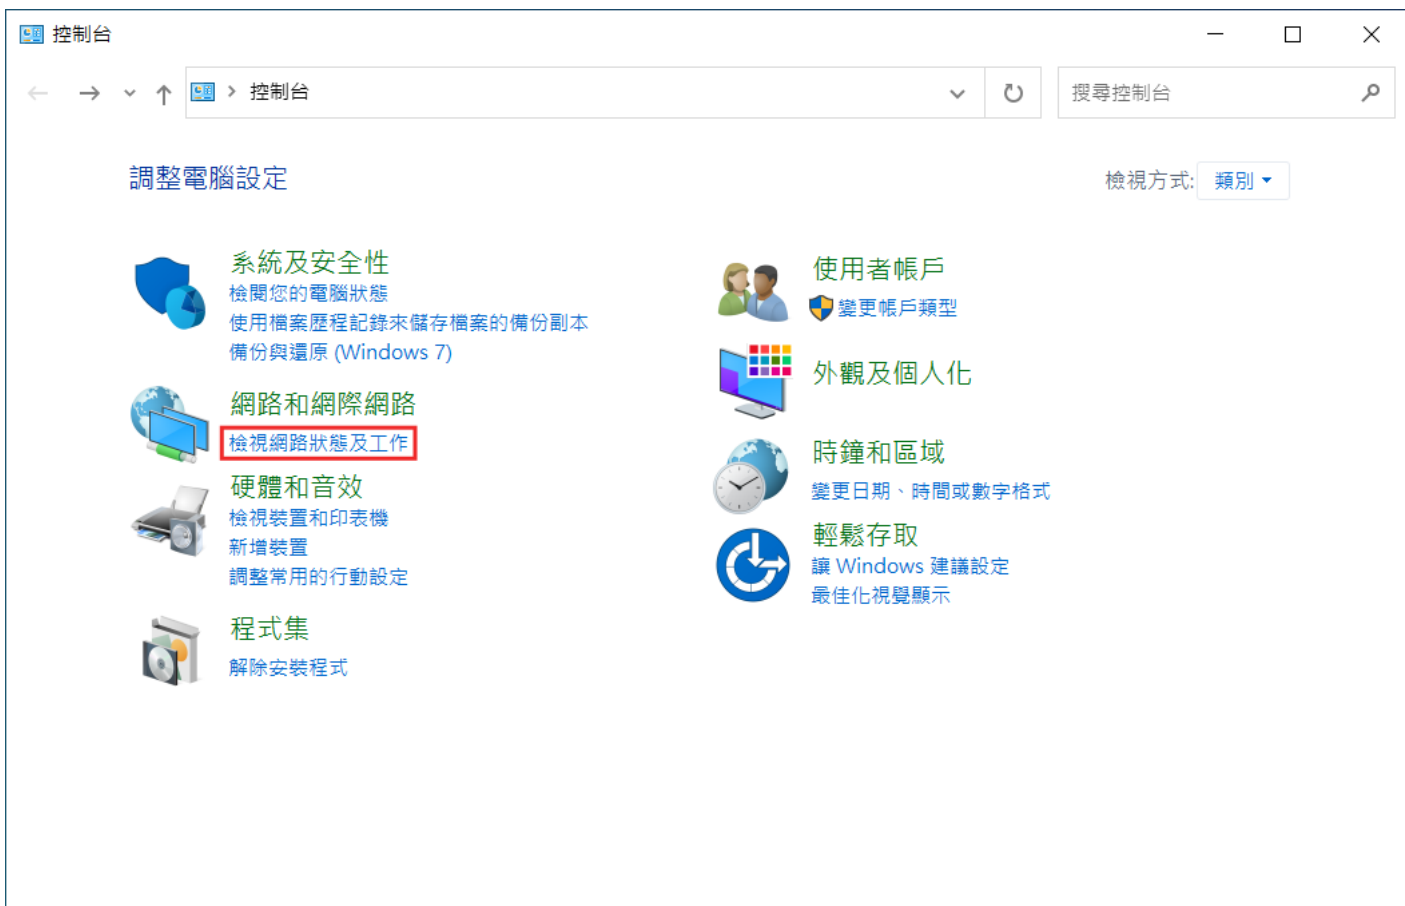 控制台
控制台
搜尋控制台
調整電腦設定
檢視方式: 類別
系統及安全性
檢閱您的電腦狀態
使用檔案歷程記錄來儲存檔案的備份副本
備份與還原 (Windows 7)
網路和網際網路
檢視網路狀態及工作
硬體和音效
檢視裝置和印表機
新增裝置
調整常用的行動設定
程式集
解除安裝程式
使用者帳戶
變更帳戶類型
外觀及個人化
時鐘和區域
變更日期、時間或數字格式
輕鬆存取
讓 Windows 建議設定
最佳化視覺顯示